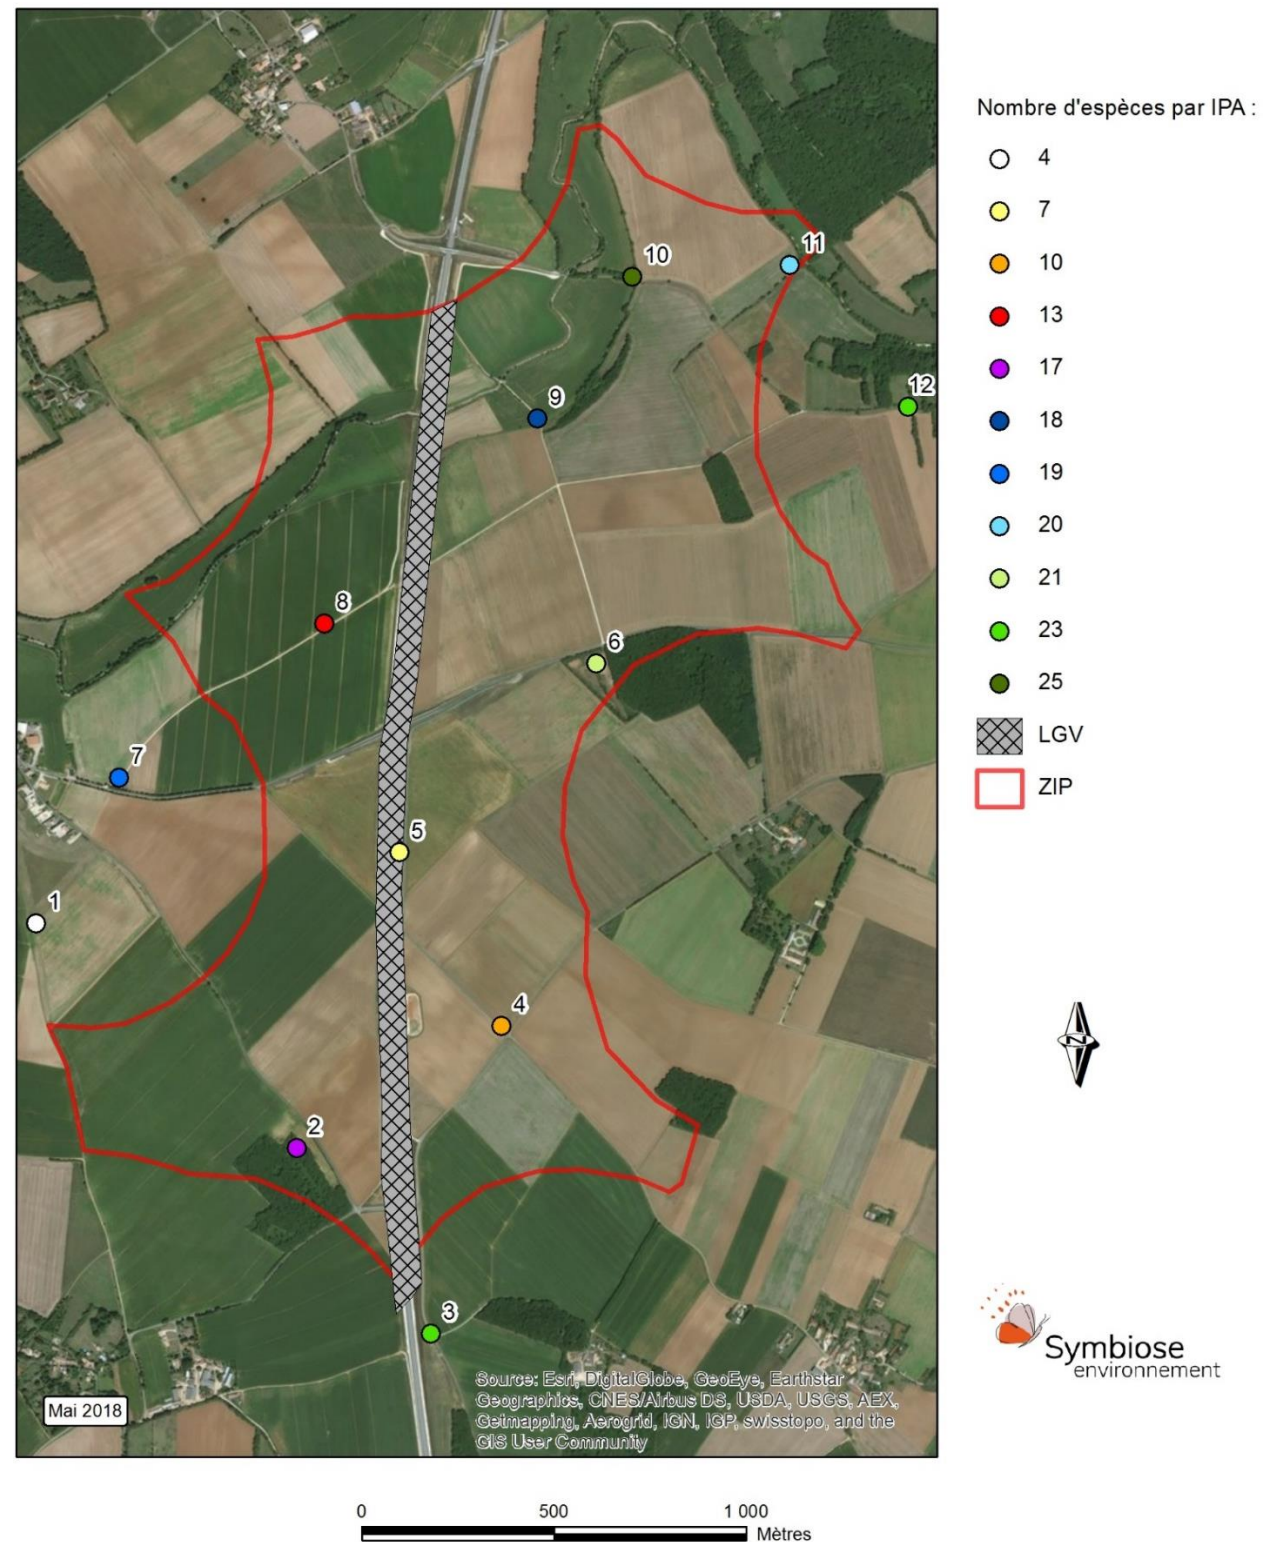 Nombre d'espèces par IPA :
4
7
10
13
17
18
19
20
21
23
25
LGV
ZIP
10
11
12
9
8
6
7
5
1
4
2
3
Mai 2018
Source: Esri, DigitalGlobe, GeoEye, Earthstar
Geographics, CNES/Airbus DS, USDA, USGS, AEX,
Getmapping, Aerogrid, IGN, IGP, swisstopo, and the
GIS User Community
N
Symbiose
environnement
0 500 1 000
Mètres